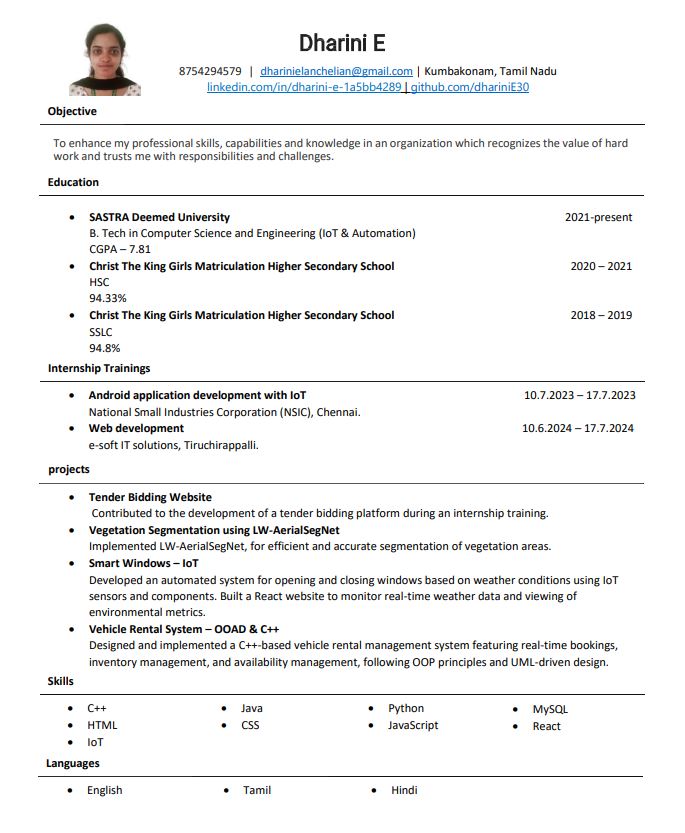 Dharini E
8754294579 | dharinielanchelian@gmail.com | Kumbakonam, Tamil Nadu
linkedin.com/in/dharini-e-1a5bb4289 | github.com/dhariniE30
Objective
To enhance my professional skills, capabilities and knowledge in an organization which recognizes the value of hard
work and trusts me with responsibilities and challenges.
Education
• SASTRA Deemed University 2021-present
B. Tech in Computer Science and Engineering (IoT & Automation)
CGPA – 7.81
• Christ The King Girls Matriculation Higher Secondary School 2020 – 2021
HSC
94.33%
• Christ The King Girls Matriculation Higher Secondary School 2018 – 2019
SSLC
94.8%
Internship Trainings
• Android application development with IoT 10.7.2023 – 17.7.2023
National Small Industries Corporation (NSIC), Chennai.
• Web development 10.6.2024 – 17.7.2024
e-soft IT solutions, Tiruchirappalli.
projects
• Tender Bidding Website
Contributed to the development of a tender bidding platform during an internship training.
• Vegetation Segmentation using LW-AerialSegNet
Implemented LW-AerialSegNet, for efficient and accurate segmentation of vegetation areas.
• Smart Windows – IoT
Developed an automated system for opening and closing windows based on weather conditions using IoT
sensors and components. Built a React website to monitor real-time weather data and viewing of
environmental metrics.
• Vehicle Rental System – OOAD & C++
Designed and implemented a C++-based vehicle rental management system featuring real-time bookings,
inventory management, and availability management, following OOP principles and UML-driven design.
Skills
• C++ • Java • Python • MySQL
• HTML • CSS • JavaScript • React
• IoT
Languages
• English • Tamil • Hindi